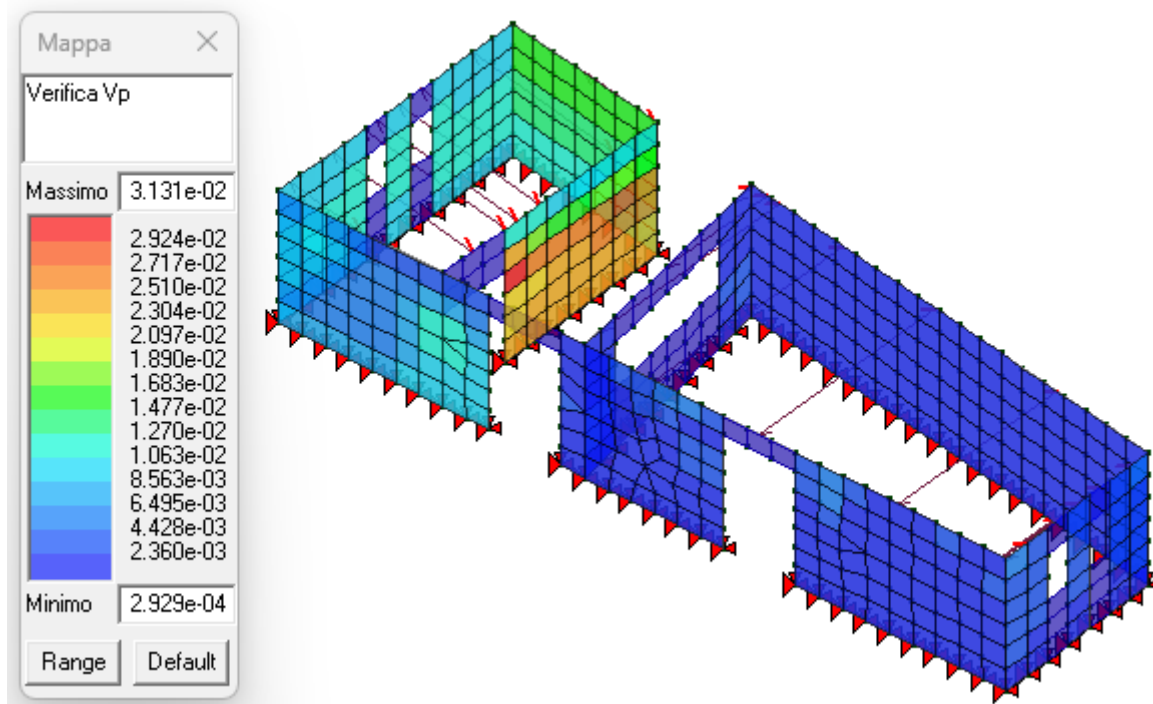 Mappa
Verifica Vp
Massimo 3.131e-02
2.924e-02
2.717e-02
2.510e-02
2.304e-02
2.097e-02
1.890e-02
1.683e-02
1.477e-02
1.270e-02
1.063e-02
8.563e-03
6.495e-03
4.428e-03
2.360e-03
Minimo 2.929e-04
Range Default